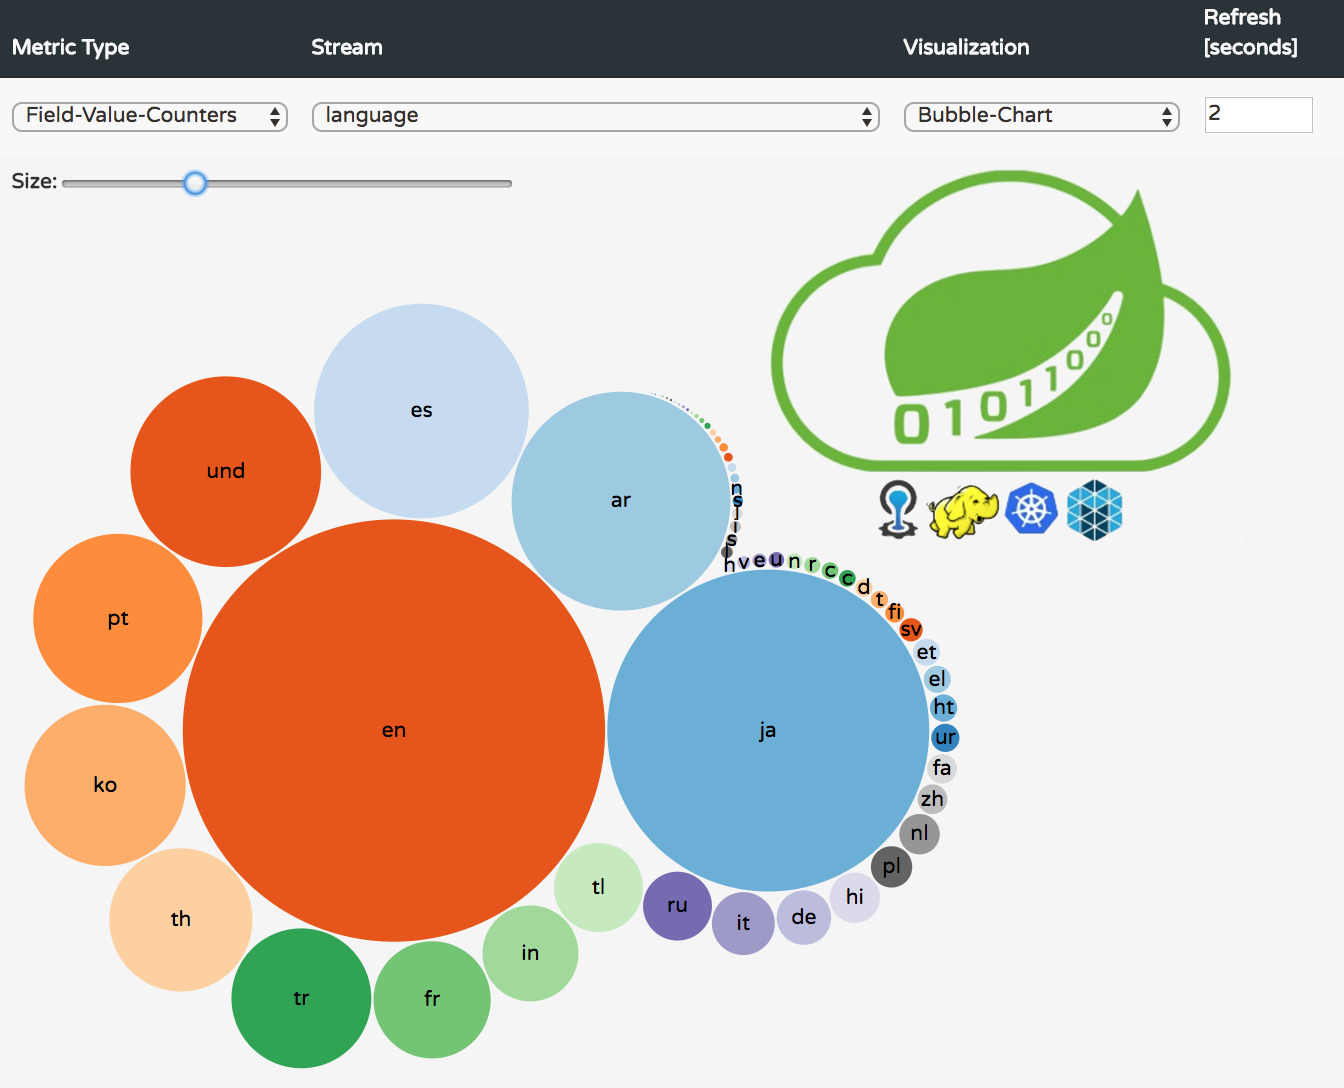 Metric Type Stream Visualization Refresh [seconds]
Field-Value-Counters language Bubble-Chart 2
Size:
es
und
ar
n
s
s
h v e u n r c c d t fi sv
et
el
ht
ur
fa
zh
nl
pl
hi
de
it
ru
tl
in
fr
tr
th
ko
pt
en
ja
01011000